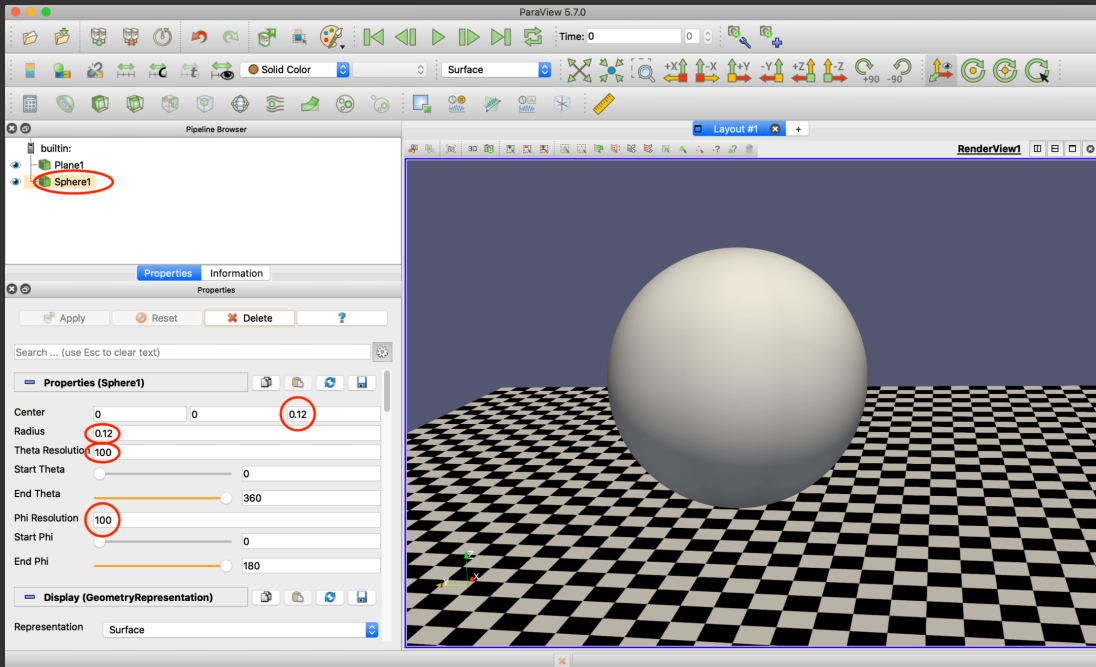 ParaView 5.7.0
Time: 0 0
Solid Color Surface +X -X +Y -Y +Z -Z +90 -90
Pipeline Browser
Layout #1 +
builtin:
3D
RenderView1
Plane1
Sphere1
Properties Information
Properties
Apply Reset Delete ?
Search ... (use Esc to clear text)
Properties (Sphere1)
Center 0 0 0.12
Radius 0.12
Theta Resolution 100
Start Theta 0
End Theta 360
Phi Resolution 100
Start Phi 0
End Phi 180
Z
X
Display (GeometryRepresentation)
Representation Surface